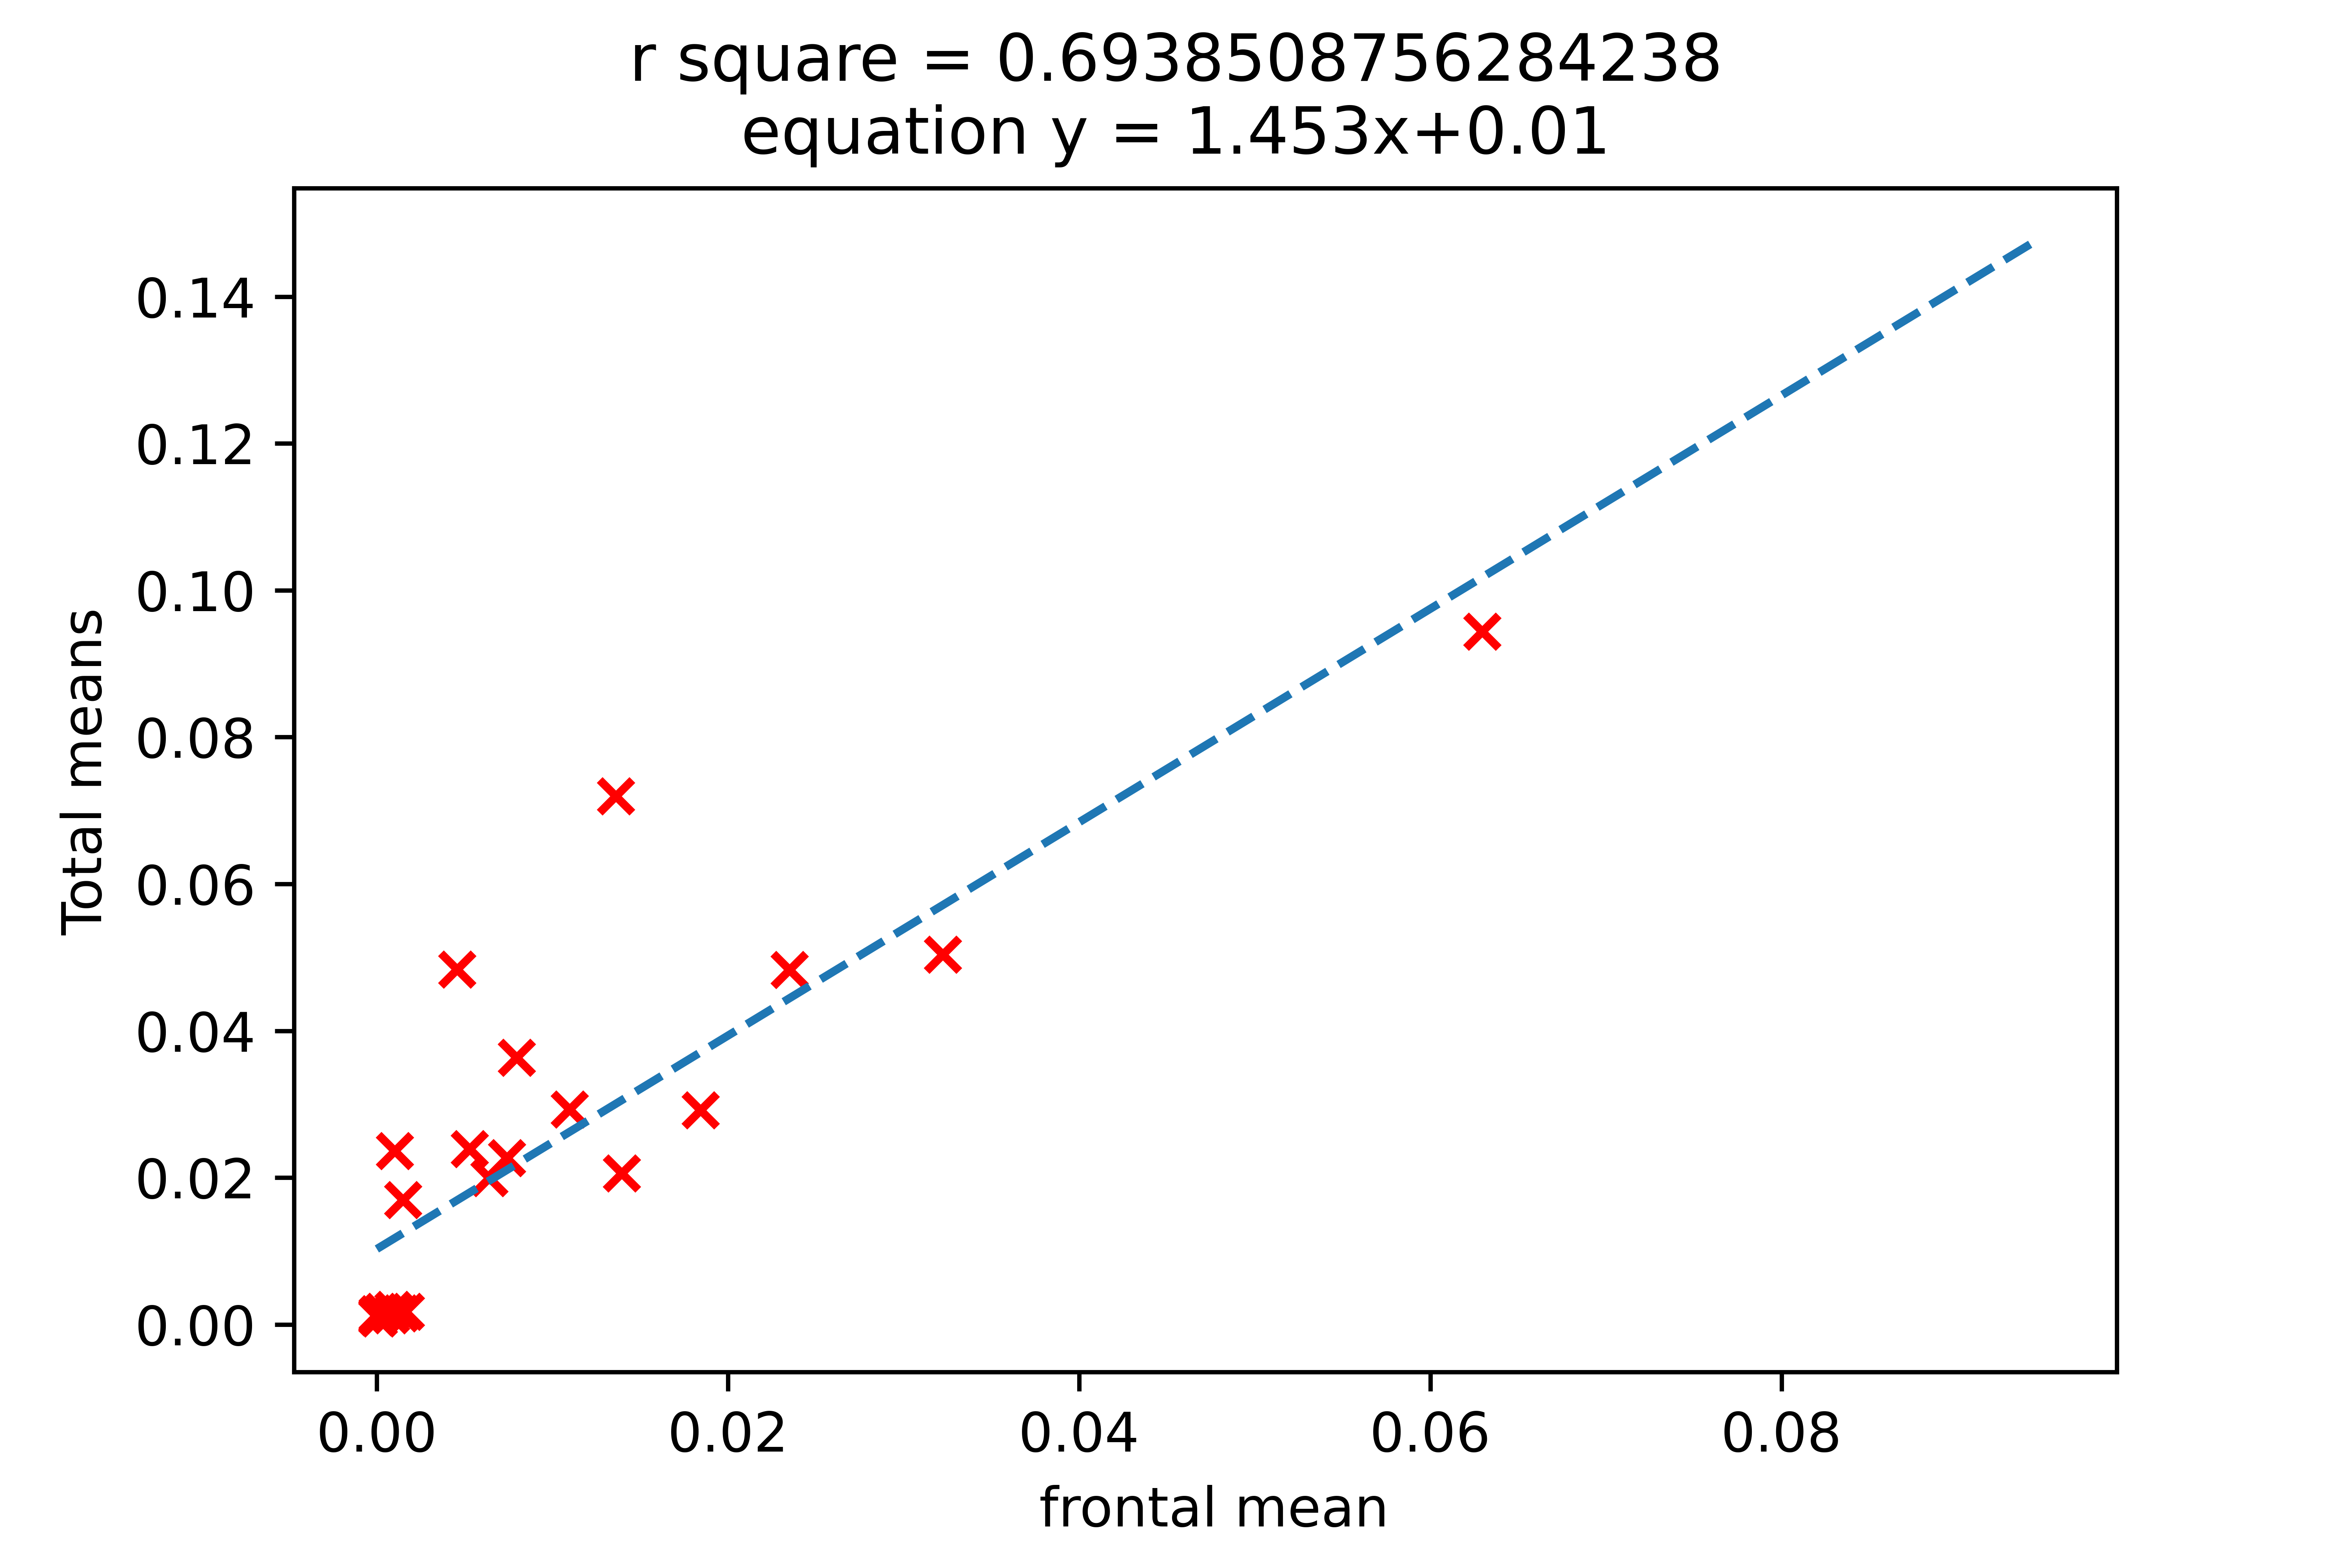 r square = 0.6938508756284238
equation y = 1.453x+0.01
Total means
0.14
0.12
0.10
0.08
0.06
0.04
0.02
0.00
0.00 0.02 0.04 0.06 0.08
frontal mean